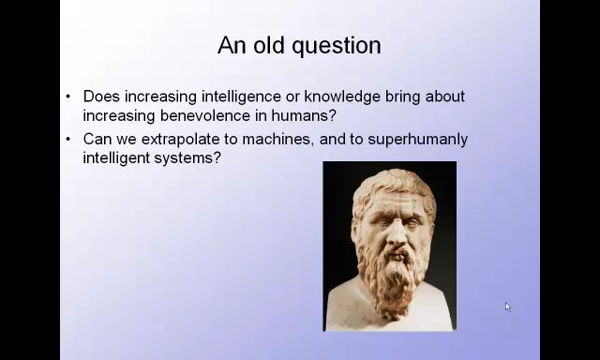 An old question
• Does increasing intelligence or knowledge bring about
increasing benevolence in humans?
• Can we extrapolate to machines, and to superhumanly
intelligent systems?